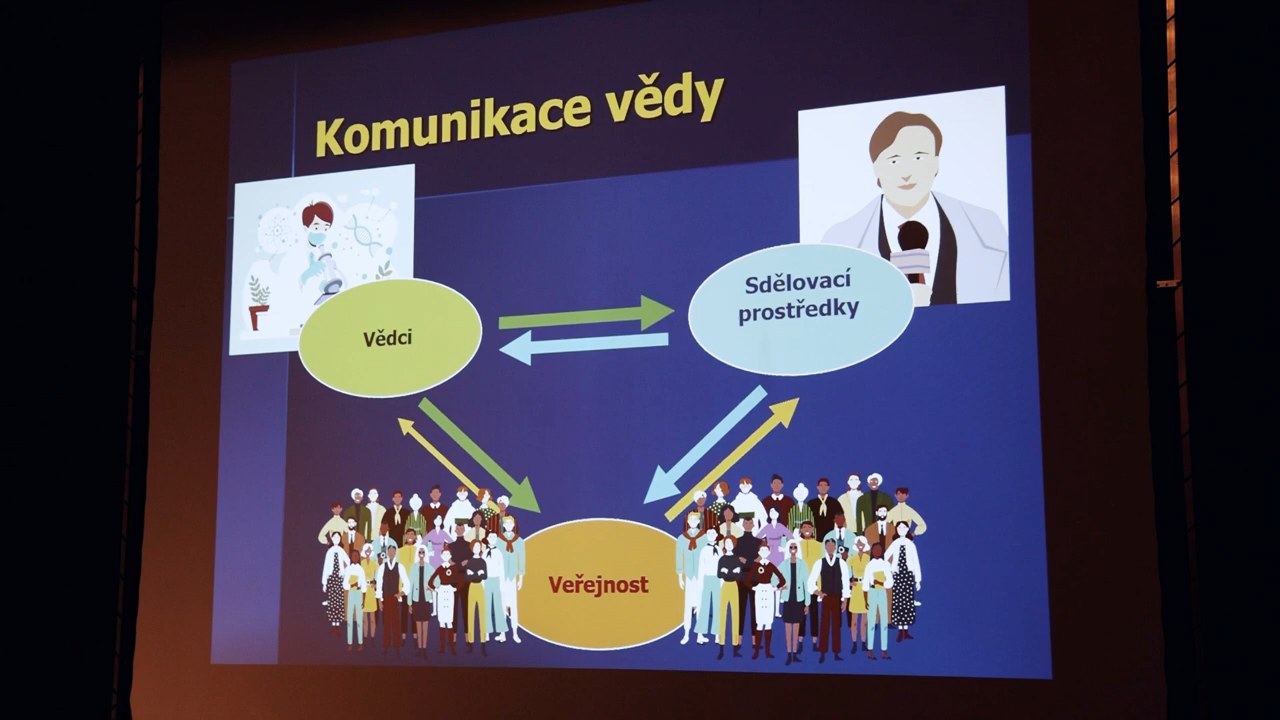 Komunikace vědy
Vědci
Sdělovací
prostředky
Veřejnost